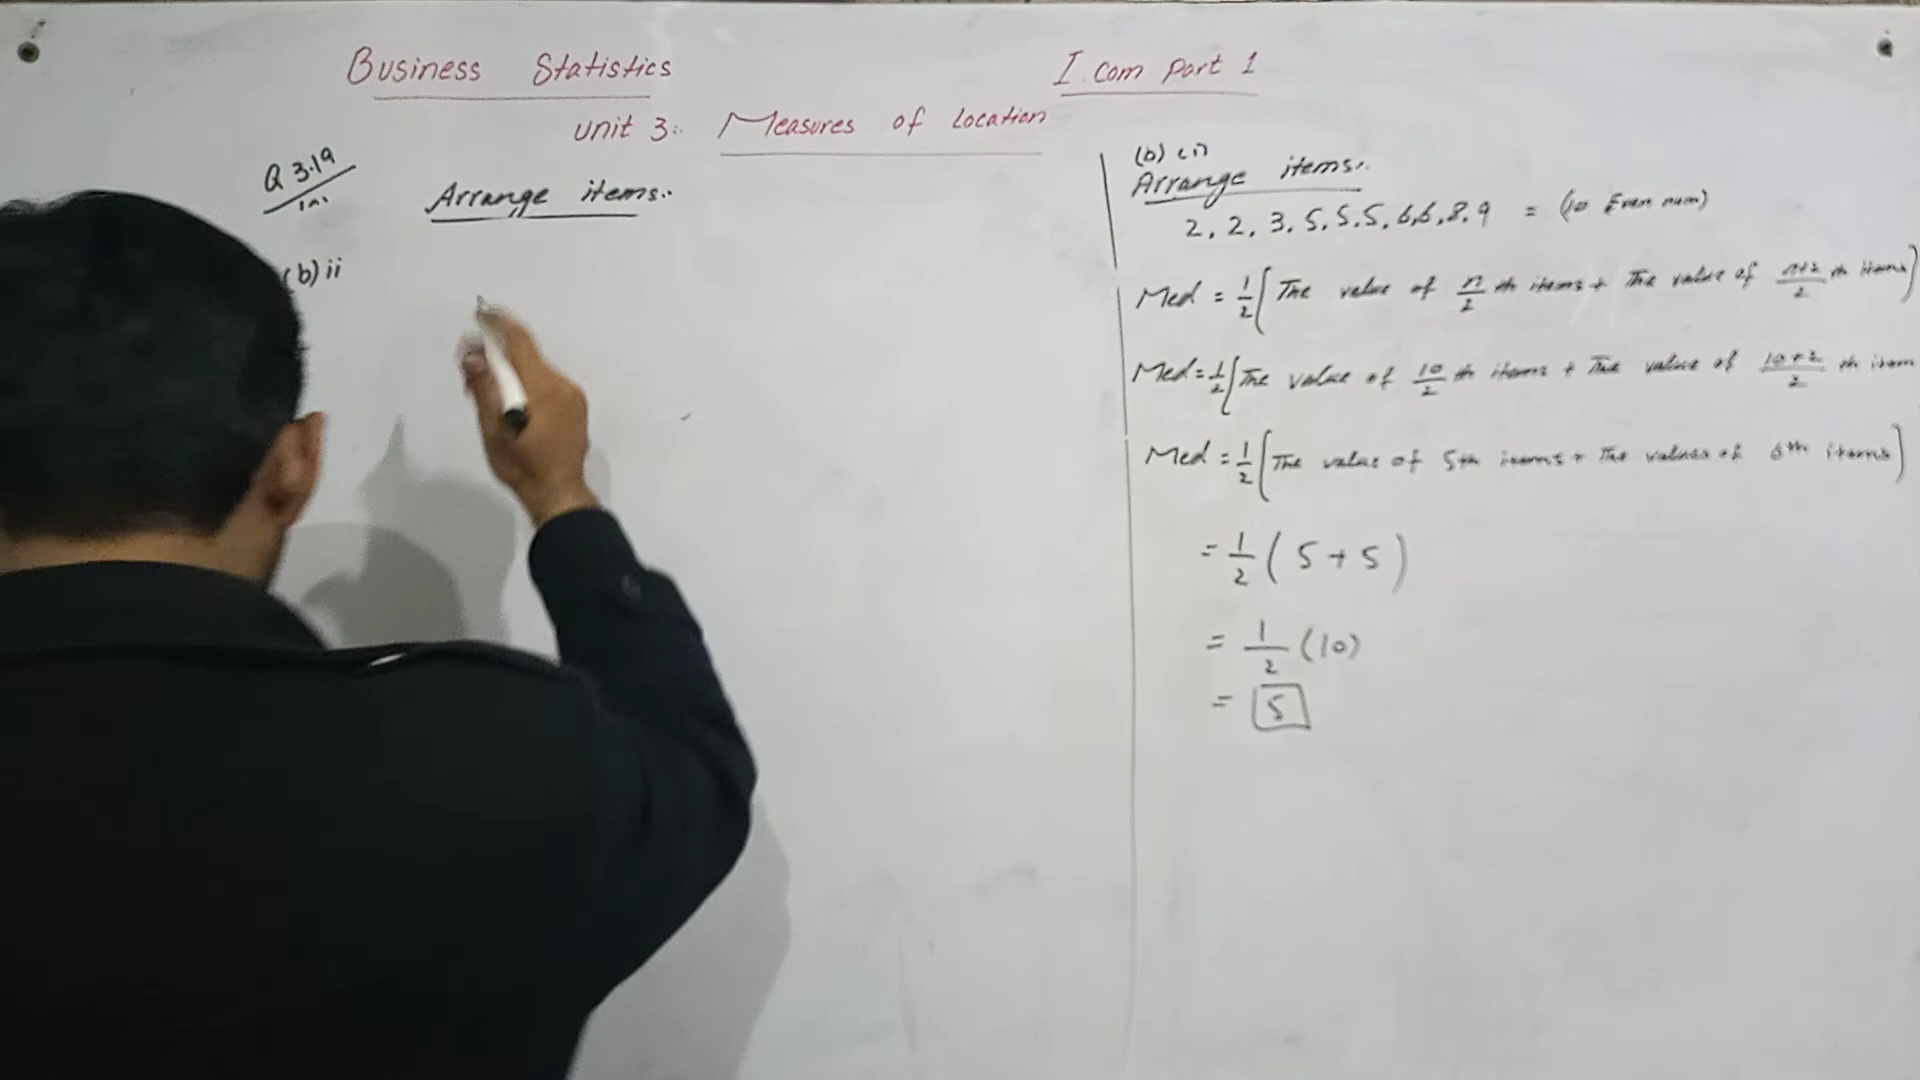 Business Statistics
I.com Part 1
Unit 3: Measures of Location
Q 3.19
Arrange items..
(b) ii
(b) (i)
Arrange items..
2, 2, 3, 5, 5, 5, 6, 6, 8, 9 = (10 Even num)
Med = 1/2 (The value of n/2 th items + The value of n+2/2 th items)
Med = 1/2 (The value of 10/2 th items + The value of 10+2/2 th item
Med = 1/2 (The value of 5th items + The values of 6th items)
= 1/2 (5+5)
= 1/2 (10)
= 5